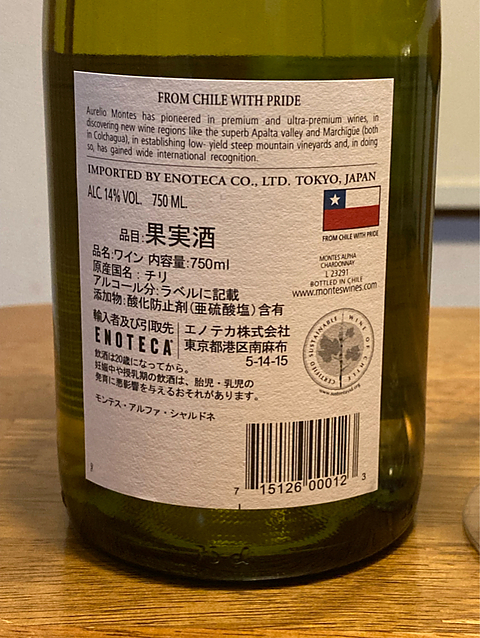 FROM CHILE WITH PRIDE
Aurelio Montes has pioneered in premium and ultra-premium wines, in
discovering new wine regions like the superb Apalta valley and Marchigüe (both
in Colchagua), in establishing low- yield steep mountain vineyards and, in doing
so, has gained wide international recognition.
IMPORTED BY ENOTECA CO., LTD. TOKYO, JAPAN
ALC. 14% VOL. 750 ML.
FROM CHILE WITH PRIDE
品目:果実酒
品名:ワイン 内容量:750ml
原産国名:チリ
アルコール分:ラベルに記載
添加物:酸化防止剤(亜硫酸塩)含有
MONTES ALPHA
CHARDONNAY
L 23291
BOTTLED IN CHILE
www.monteswines.com
輸入者及び引取先
ENOTECA
エノテカ株式会社
東京都港区南麻布
5-14-15
CERTIFIED SUSTAINABLE WINE OF CHILE
飲酒は20歳になってから。
妊娠中や授乳期の飲酒は、胎児・乳児の
発育に悪影響を与えるおそれがあります。
モンテス・アルファ・シャルドネ
7 15126 00012 3